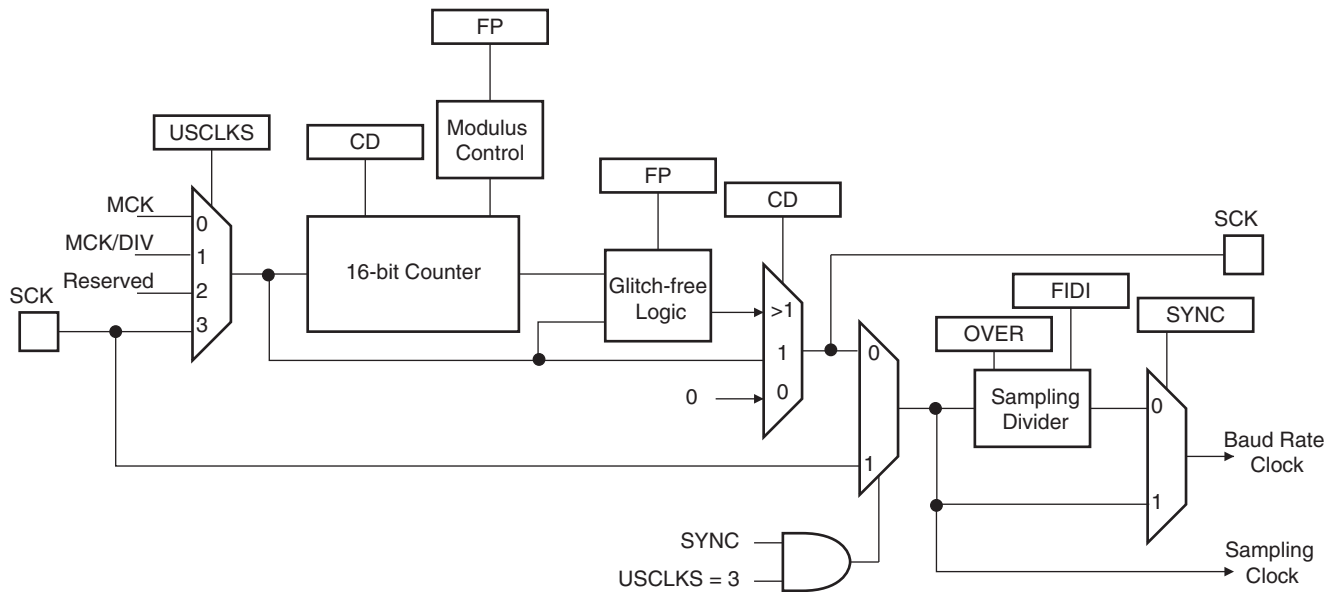 FP
USCLKS
CD
Modulus
Control
FP
CD
MCK
MCK/DIV
Reserved
SCK
0
1
2
3
16-bit Counter
Glitch-free
Logic
>1
1
0
0
SCK
FIDI
OVER
SYNC
0
1
Sampling
Divider
0
1
Baud Rate
Clock
SYNC
USCLKS = 3
Sampling
Clock